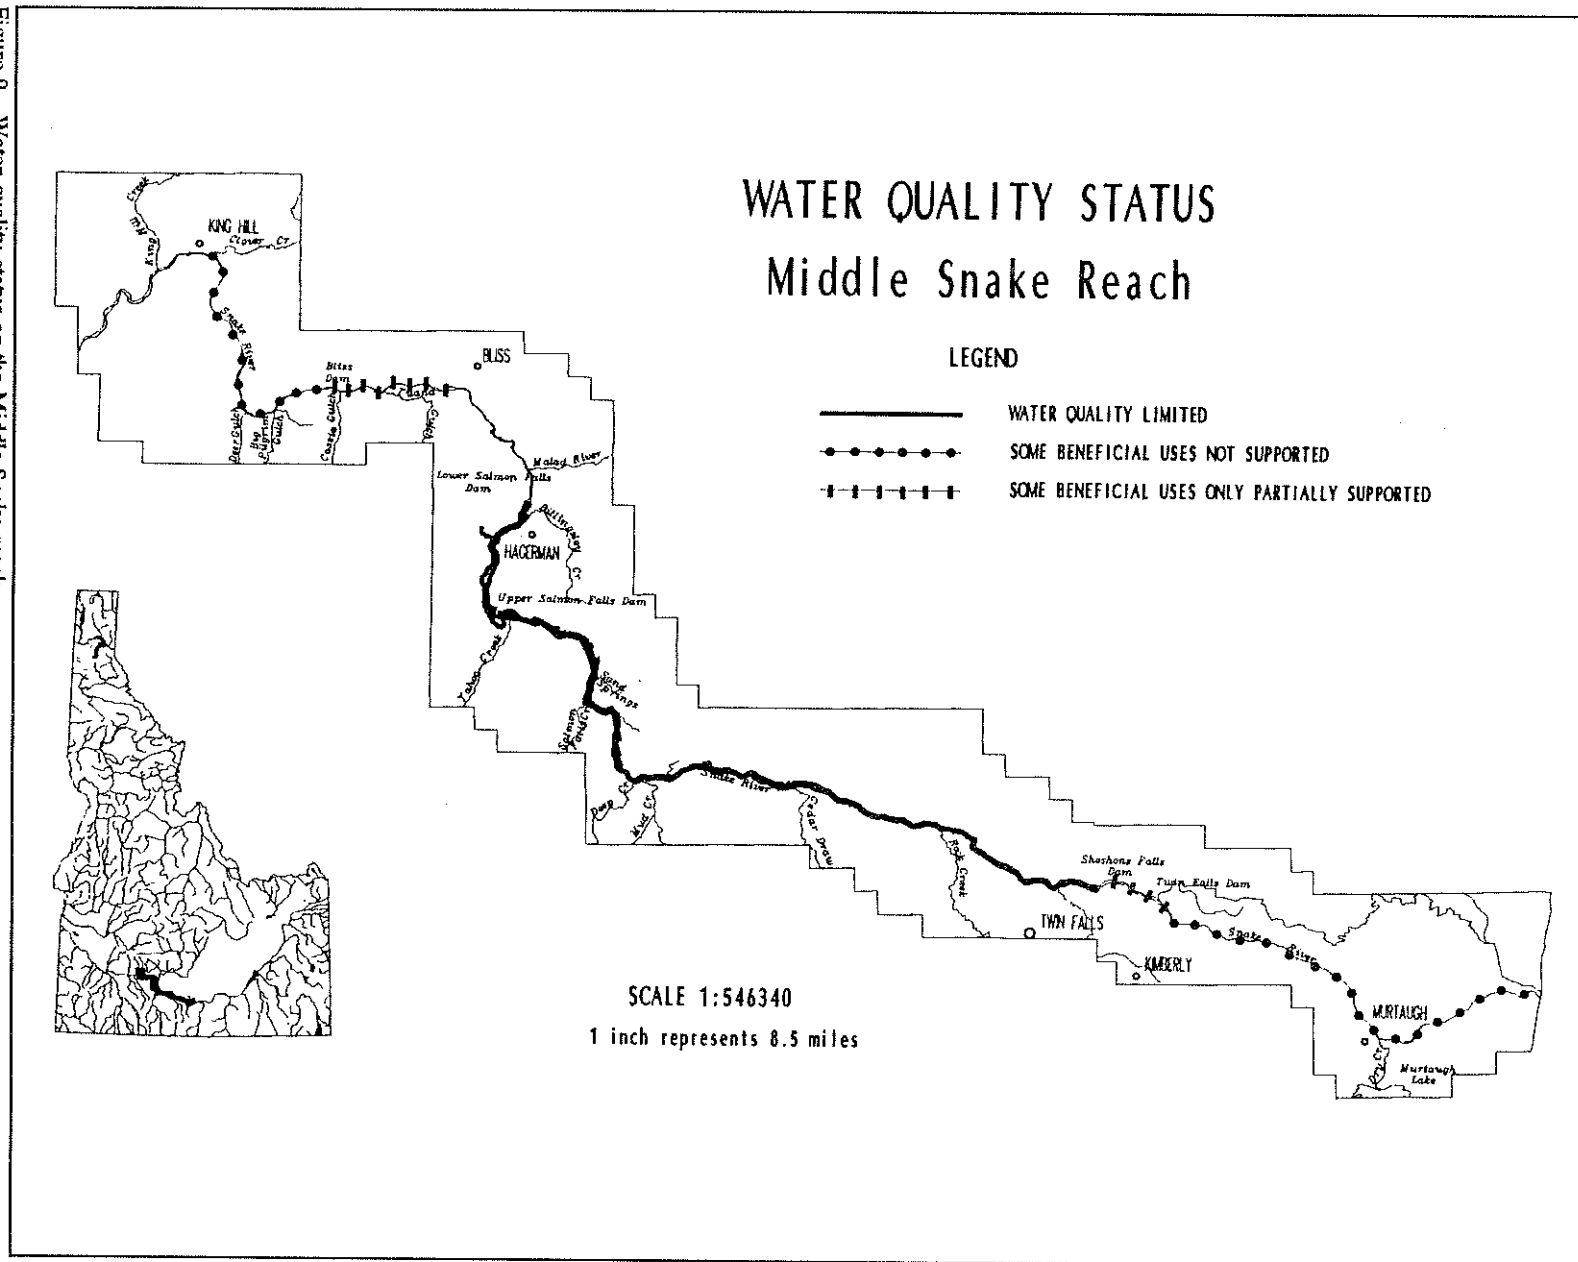 WATER QUALITY STATUS
Middle Snake Reach
LEGEND
WATER QUALITY LIMITED
SOME BENEFICIAL USES NOT SUPPORTED
SOME BENEFICIAL USES ONLY PARTIALLY SUPPORTED
Creek
Hill
King
KING HILL
Clover Cr
Snake River
Bliss
Dam
BLISS
Deer Gulch
Big
Pilgrim
Gulch
Cassia Gulch
Gulch
Malad River
Lower Salmon Falls
Dam
Billingsley
Cr
HAGERMAN
Upper Salmon Falls Dam
Yahoo Creek
Sand
Springs
Salmon
Falls Cr
Deep Cr
Mud Cr
Snake River
Cedar Draw
Rock
Creek
Shoshone Falls
Dam
Twin Falls Dam
TWIN FALLS
Snake River
KIMBERLY
MURTAUGH
Dry Cr
Murtaugh
Lake
SCALE 1:546340
1 inch represents 8.5 miles